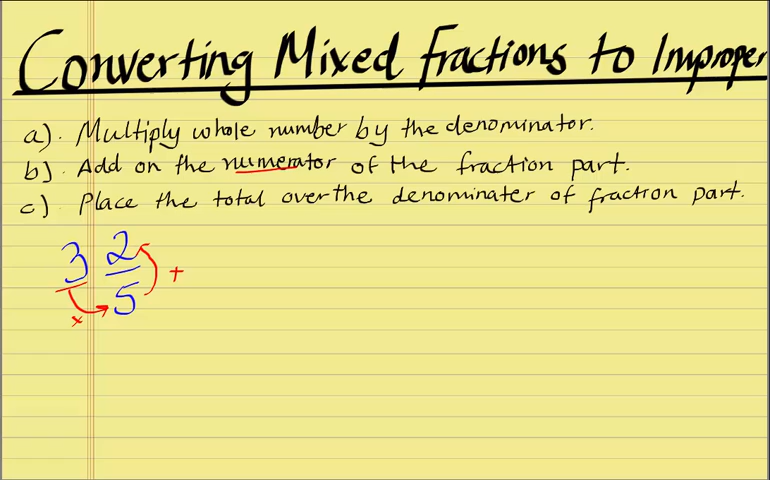 Converting Mixed fractions to Improper
a). Multiply whole number by the denominator.
b). Add on the numerator of the fraction part.
c). Place the total over the denominater of fraction part.
3 2/5 +
x